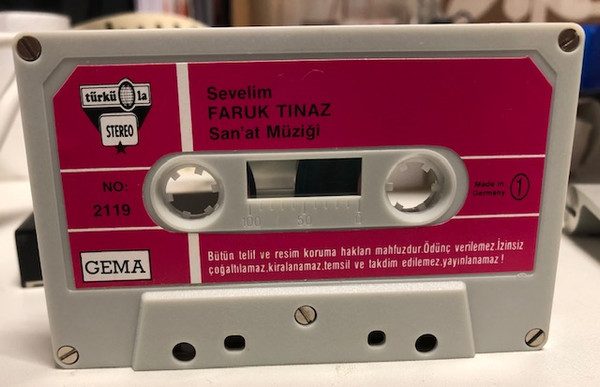 türkü la
STEREO
Sevelim
FARUK TINAZ
San'at Müziği
NO:
2119
100 50 0
Made in
Germany
1
GEMA
Bütün telif ve resim koruma hakları mahfuzdur.Ödünç verilemez.İzinsiz
çoğaltılamaz,kiralanamaz,temsil ve takdim edilemez,yayınlanamaz!